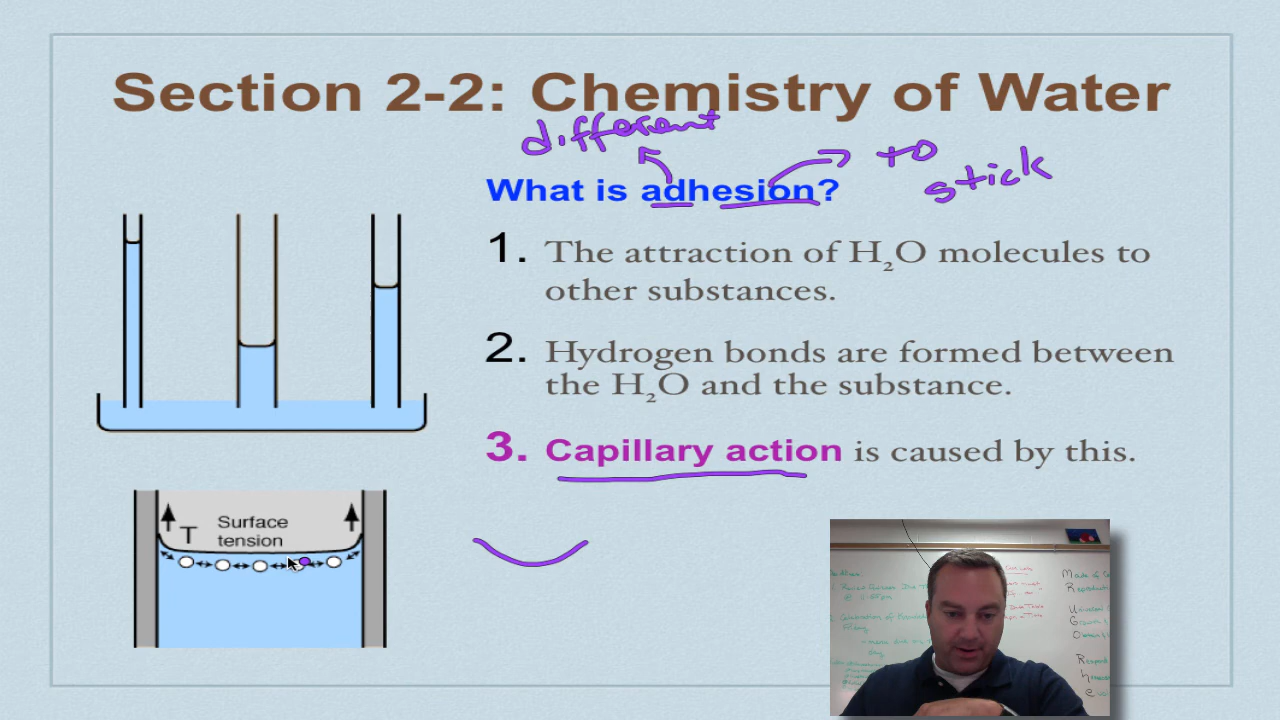 Section 2-2: Chemistry of Water
different
to
stick
What is adhesion?
1. The attraction of H₂O molecules to
other substances.
2. Hydrogen bonds are formed between
the H₂O and the substance.
3. Capillary action is caused by this.
T
Surface
tension